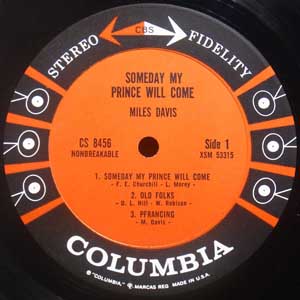 CBS
STEREO FIDELITY
SOMEDAY MY
PRINCE WILL COME
MILES DAVIS
CS 8456
NONBREAKABLE
Side 1
XSM 53315
1. SOMEDAY MY PRINCE WILL COME
- F. E. Churchill - L. Morey -
2. OLD FOLKS
- D. L. Hill - W. Robison -
3. PFRANCING
- M. Davis -
COLUMBIA
® "COLUMBIA," MARCAS REG. MADE IN U.S.A.